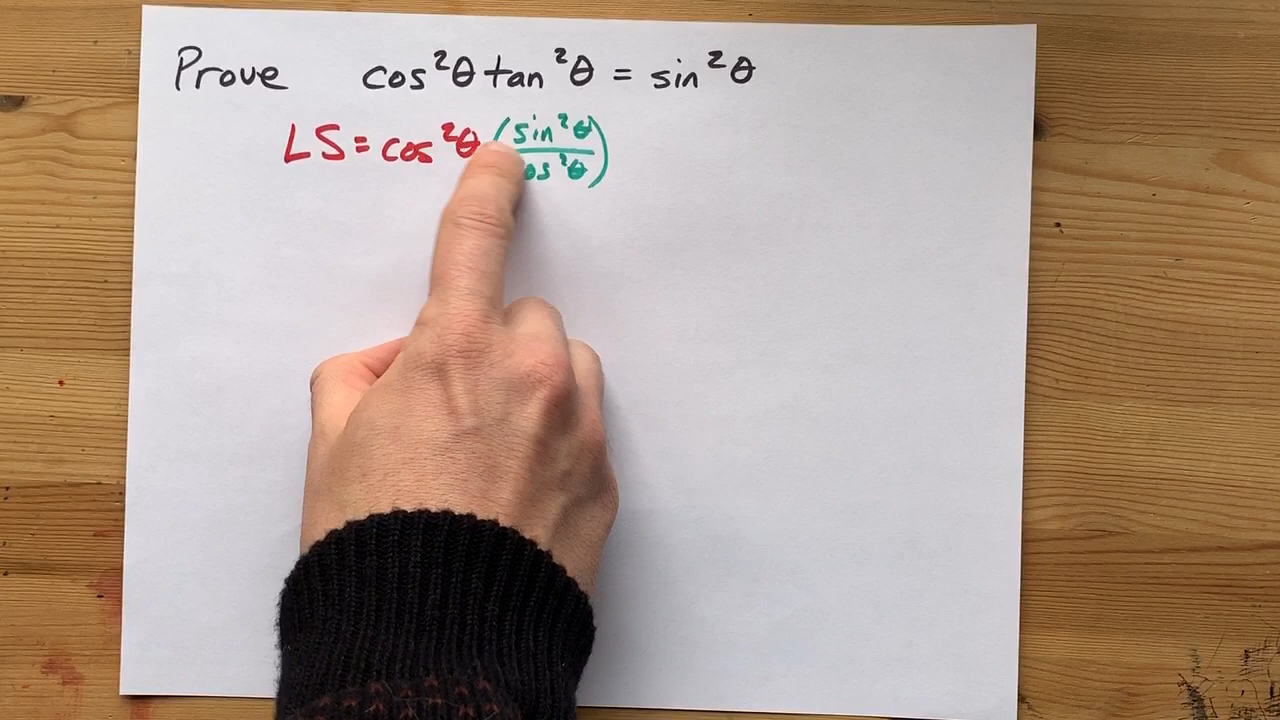 Prove cos²θ tan²θ = sin²θ
LS = cos²θ (sin²θ / cos²θ)